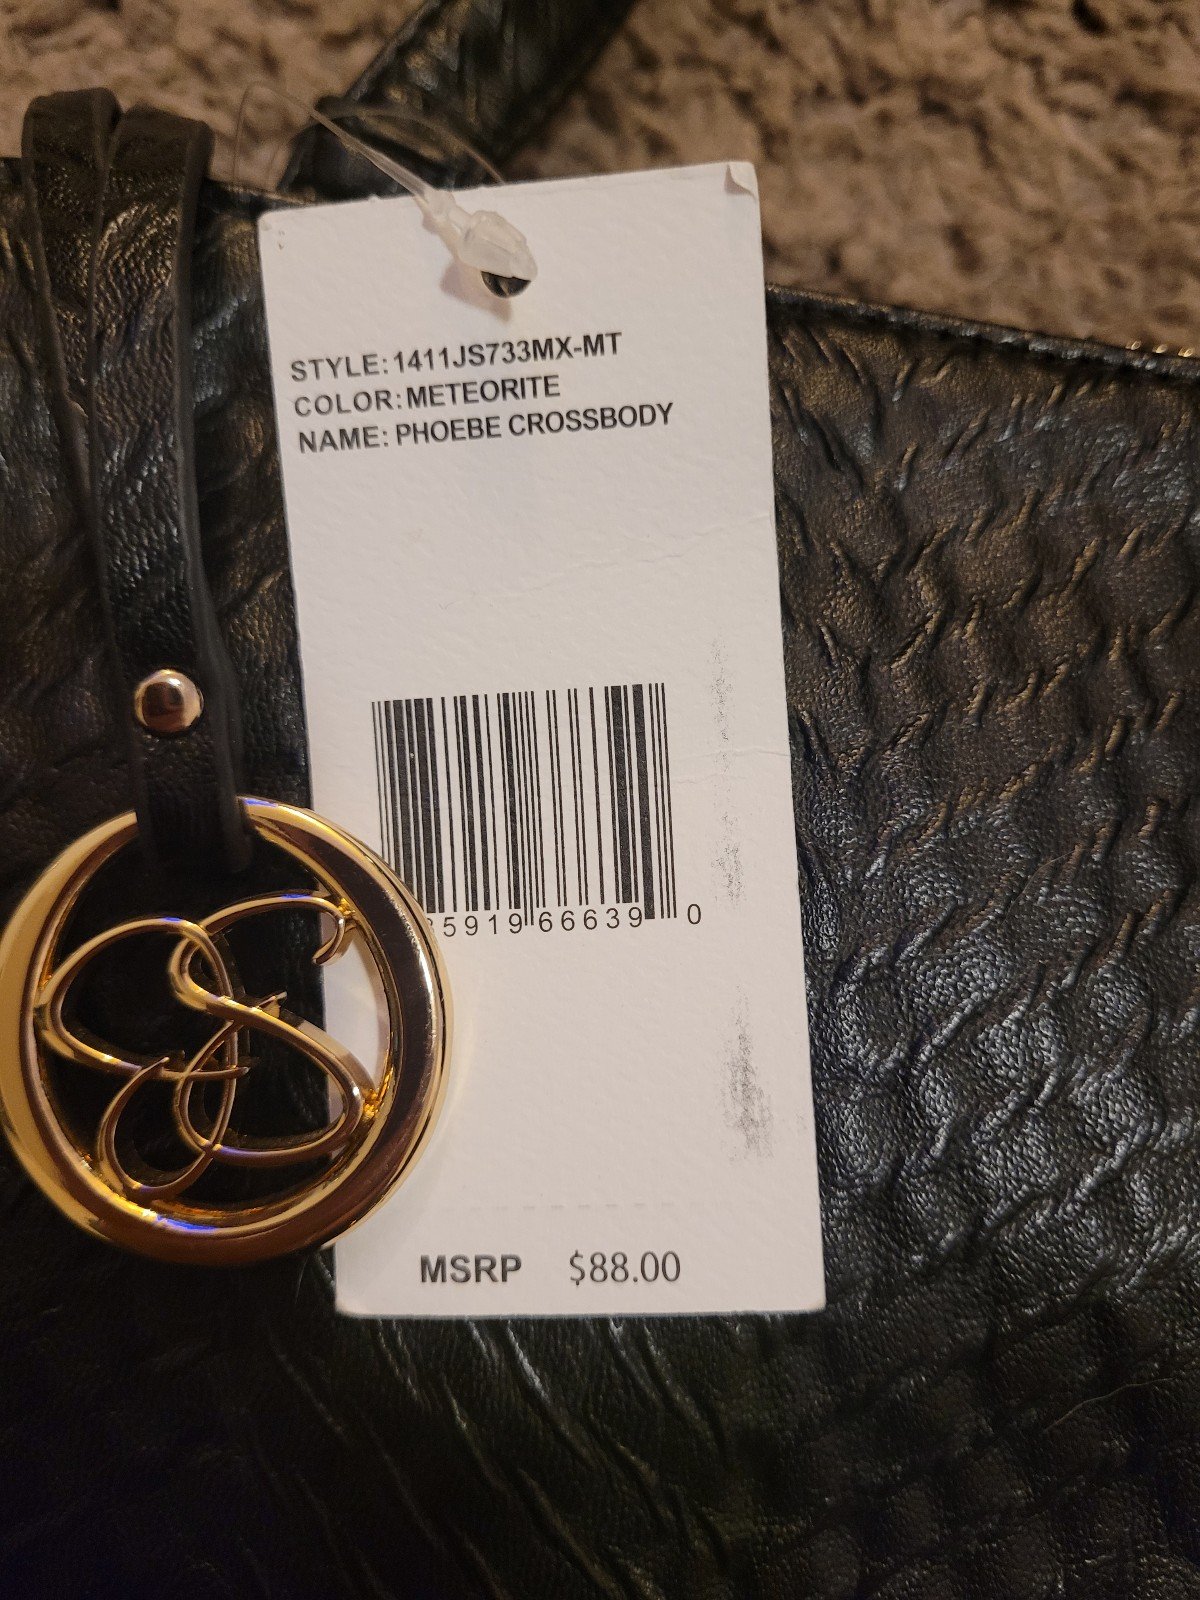 STYLE: 1411JS733MX-MT
COLOR: METEORITE
NAME: PHOEBE CROSSBODY
5919 66639 0
MSRP $88.00